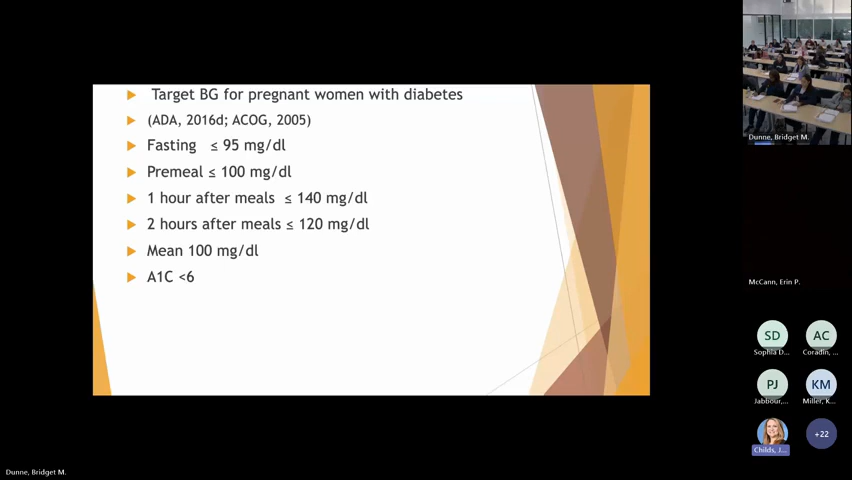 Target BG for pregnant women with diabetes
(ADA, 2016d; ACOG, 2005)
Fasting ≤ 95 mg/dl
Premeal ≤ 100 mg/dl
1 hour after meals ≤ 140 mg/dl
2 hours after meals ≤ 120 mg/dl
Mean 100 mg/dl
A1C <6
Dunne, Bridget M.
McCann, Erin P.
SD
AC
Sophia D...
Coradin, ...
PJ
KM
Jabbour,...
Miller, K...
+22
Childs, J...
Dunne, Bridget M.